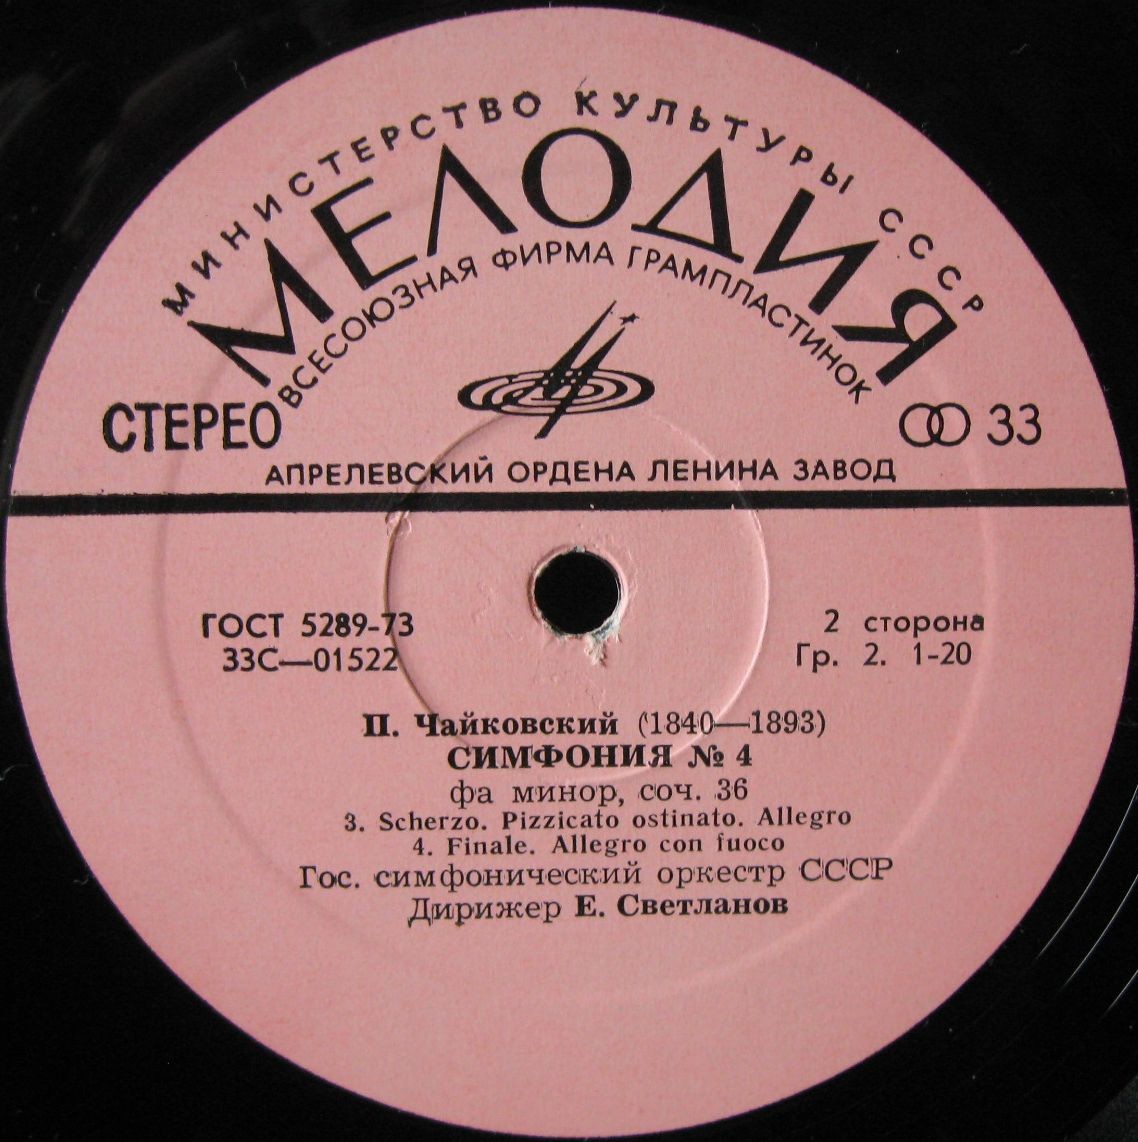 МИНИСТЕРСТВО КУЛЬТУРЫ СССР
МЕЛОДИЯ
ВСЕСОЮЗНАЯ ФИРМА ГРАМПЛАСТИНОК
СТЕРЕО
33
АПРЕЛЕВСКИЙ ОРДЕНА ЛЕНИНА ЗАВОД
ГОСТ 5289-73
33С—01522
2 сторона
Гр. 2. 1-20
П. Чайковский (1840—1893)
СИМФОНИЯ № 4
фа минор, соч. 36
3. Scherzo. Pizzicato ostinato. Allegro
4. Finale. Allegro con fuoco
Гос. симфонический оркестр СССР
Дирижер Е. Светланов